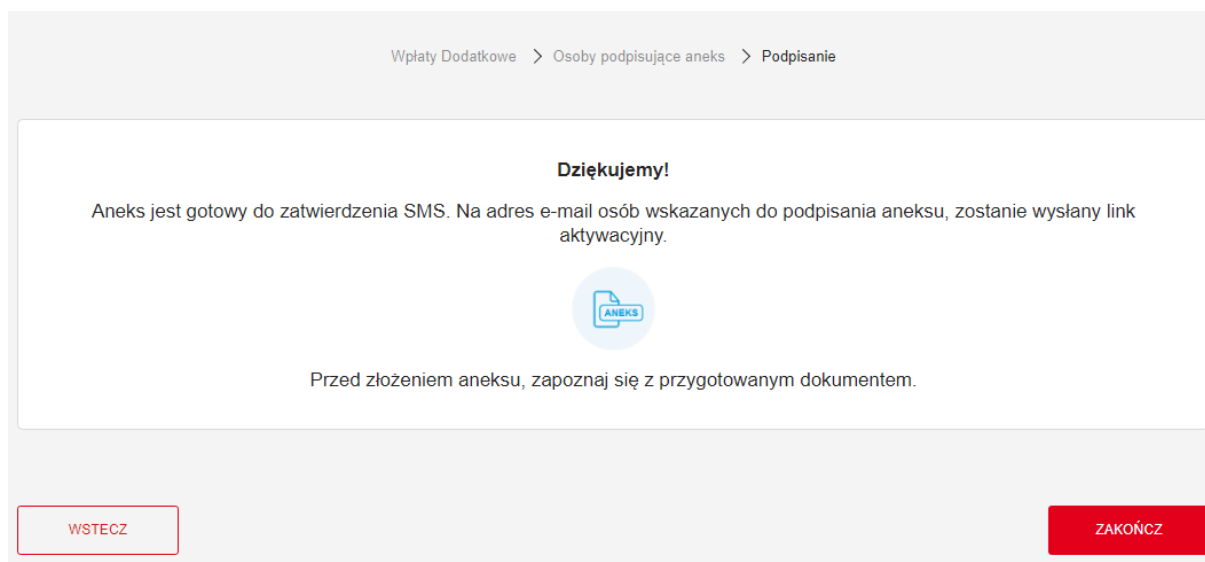 Wpłaty Dodatkowe > Osoby podpisujące aneks > Podpisanie
Dziękujemy!
Aneks jest gotowy do zatwierdzenia SMS. Na adres e-mail osób wskazanych do podpisania aneksu, zostanie wysłany link
aktywacyjny.
ANEKS
Przed złożeniem aneksu, zapoznaj się z przygotowanym dokumentem.
WSTECZ
ZAKOŃCZ